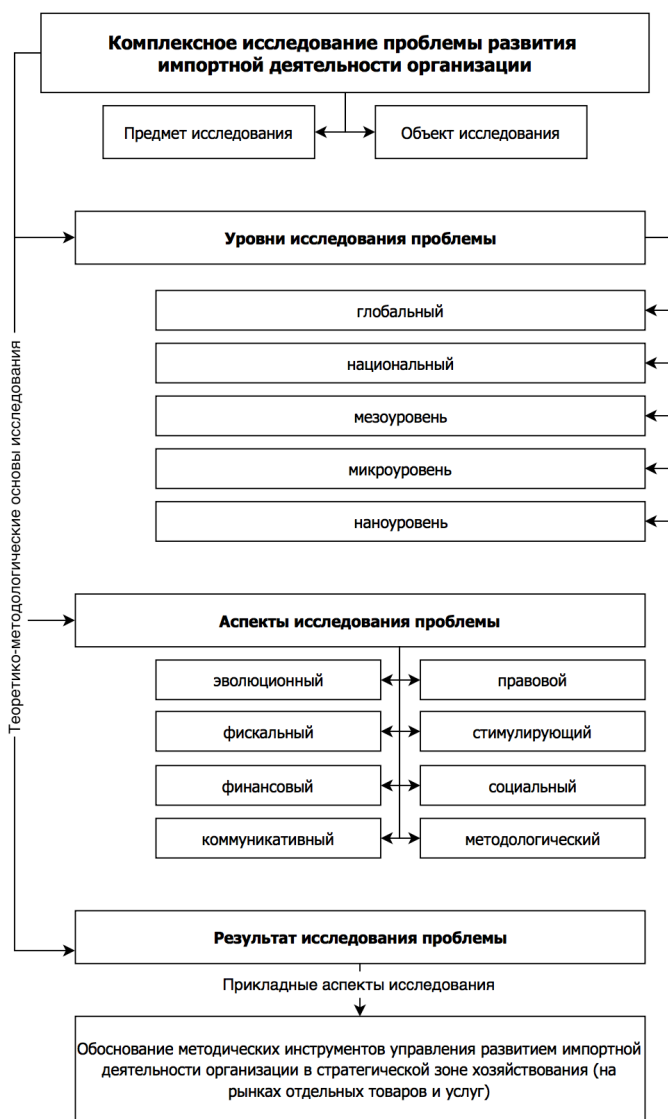 Комплексное исследование проблемы развития
импортной деятельности организации
Предмет исследования
Объект исследования
Теоретико-методологические основы исследования
Уровни исследования проблемы
глобальный
национальный
мезоуровень
микроуровень
наноуровень
Аспекты исследования проблемы
эволюционный
правовой
фискальный
стимулирующий
финансовый
социальный
коммуникативный
методологический
Результат исследования проблемы
Прикладные аспекты исследования
Обоснование методических инструментов управления развитием импортной
деятельности организации в стратегической зоне хозяйствования (на
рынках отдельных товаров и услуг)